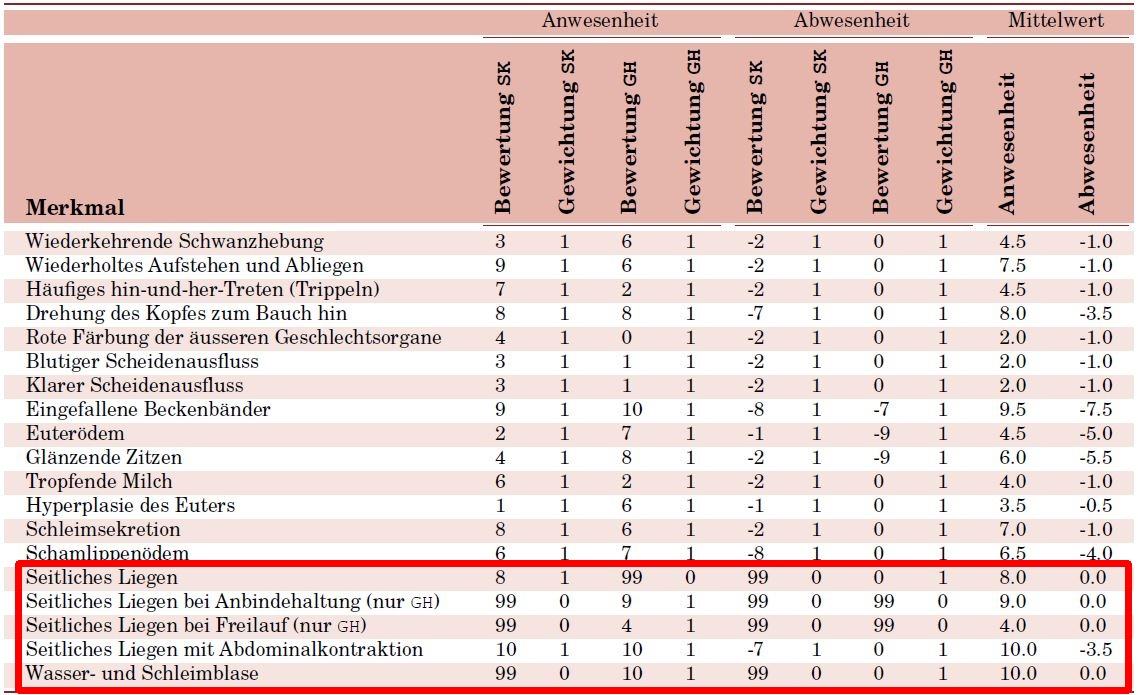 Anwesenheit Abwesenheit Mittelwert
Merkmal Bewertung SK Gewichtung SK Bewertung GH Gewichtung GH Bewertung SK Gewichtung SK Bewertung GH Gewichtung GH Anwesenheit Abwesenheit
Wiederkehrende Schwanzhebung 3 1 6 1 -2 1 0 1 4.5 -1.0
Wiederholtes Aufstehen und Abliegen 9 1 6 1 -2 1 0 1 7.5 -1.0
Häufiges hin-und-her-Treten (Trippeln) 7 1 2 1 -2 1 0 1 4.5 -1.0
Drehung des Kopfes zum Bauch hin 8 1 8 1 -7 1 0 1 8.0 -3.5
Rote Färbung der äusseren Geschlechtsorgane 4 1 0 1 -2 1 0 1 2.0 -1.0
Blutiger Scheidenausfluss 3 1 1 1 -2 1 0 1 2.0 -1.0
Klarer Scheidenausfluss 3 1 1 1 -2 1 0 1 2.0 -1.0
Eingefallene Beckenbänder 9 1 10 1 -8 1 -7 1 9.5 -7.5
Euterödem 2 1 7 1 -1 1 -9 1 4.5 -5.0
Glänzende Zitzen 4 1 8 1 -2 1 -9 1 6.0 -5.5
Tropfende Milch 6 1 2 1 -2 1 0 1 4.0 -1.0
Hyperplasie des Euters 1 1 6 1 -1 1 0 1 3.5 -0.5
Schleimsekretion 8 1 6 1 -2 1 0 1 7.0 -1.0
Schamlippenödem 6 1 7 1 -8 1 0 1 6.5 -4.0
Seitliches Liegen 8 1 99 0 99 0 0 1 8.0 0.0
Seitliches Liegen bei Anbindehaltung (nur GH) 99 0 9 1 99 0 99 0 9.0 0.0
Seitliches Liegen bei Freilauf (nur GH) 99 0 4 1 99 0 99 0 4.0 0.0
Seitliches Liegen mit Abdominalkontraktion 10 1 10 1 -7 1 0 1 10.0 -3.5
Wasser- und Schleimblase 99 0 10 1 99 0 0 1 10.0 0.0